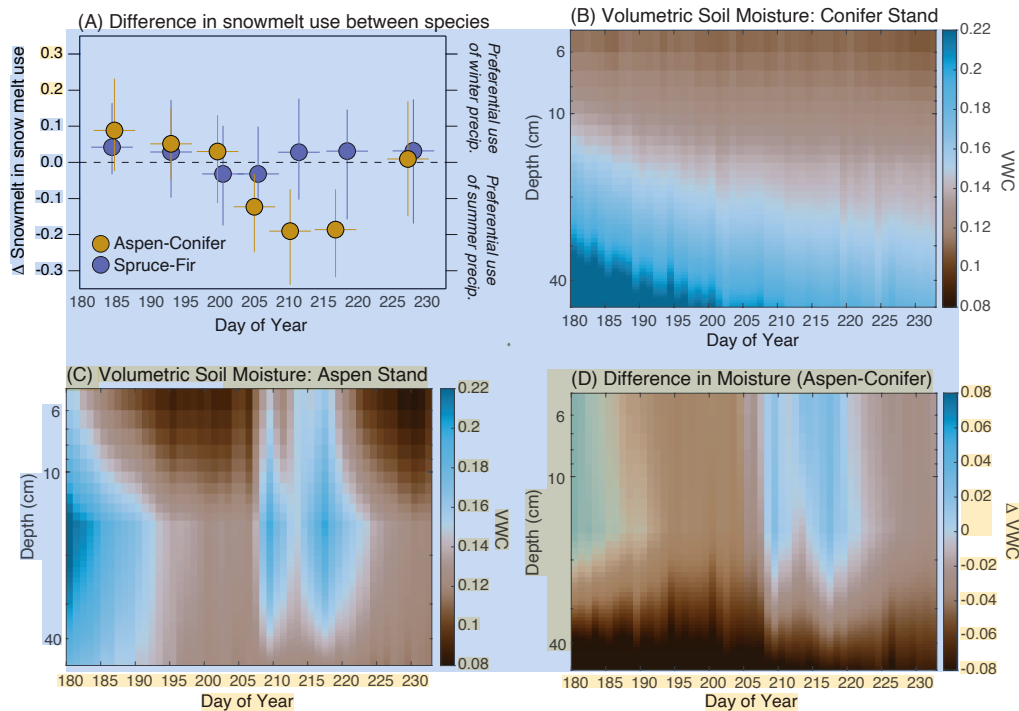 (A) Difference in snowmelt use between species
Δ Snowmelt in snow melt use
0.3
0.2
0.1
0.0
-0.1
-0.2
-0.3
Preferential use
of winter precip.
Preferential use
of summer precip.
Aspen-Conifer
Spruce-Fir
180 185 190 195 200 205 210 215 220 225 230
Day of Year
(B) Volumetric Soil Moisture: Conifer Stand
Depth (cm)
6
10
40
180 185 190 195 200 205 210 215 220 225 230
Day of Year
0.22
0.2
0.18
0.16
0.14
0.12
0.1
0.08
VWC
(C) Volumetric Soil Moisture: Aspen Stand
Depth (cm)
6
10
40
180 185 190 195 200 205 210 215 220 225 230
Day of Year
0.22
0.2
0.18
0.16
0.14
0.12
0.1
0.08
VWC
(D) Difference in Moisture (Aspen-Conifer)
Depth (cm)
6
10
40
180 185 190 195 200 205 210 215 220 225 230
Day of Year
0.08
0.06
0.04
0.02
0
-0.02
-0.04
-0.06
-0.08
Δ VWC